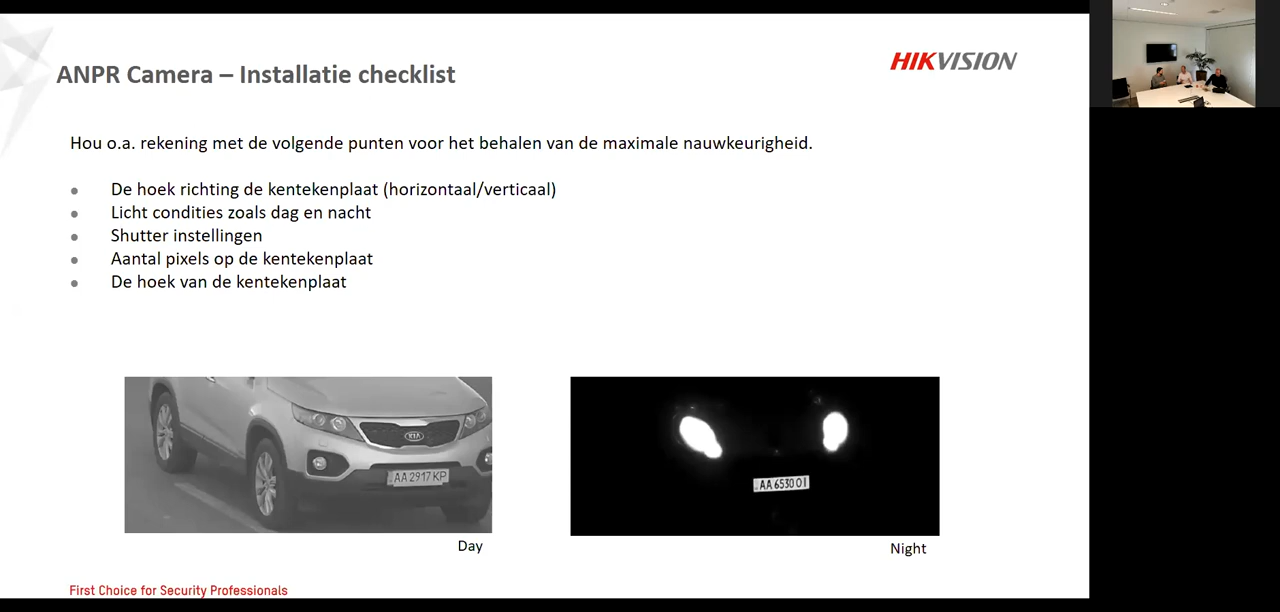 ANPR Camera – Installatie checklist
HIKVISION
Hou o.a. rekening met de volgende punten voor het behalen van de maximale nauwkeurigheid.
● De hoek richting de kentekenplaat (horizontaal/verticaal)
● Licht condities zoals dag en nacht
● Shutter instellingen
● Aantal pixels op de kentekenplaat
● De hoek van de kentekenplaat
KIA
AA 2917 KP
AA 6530 OI
Day
Night
First Choice for Security Professionals